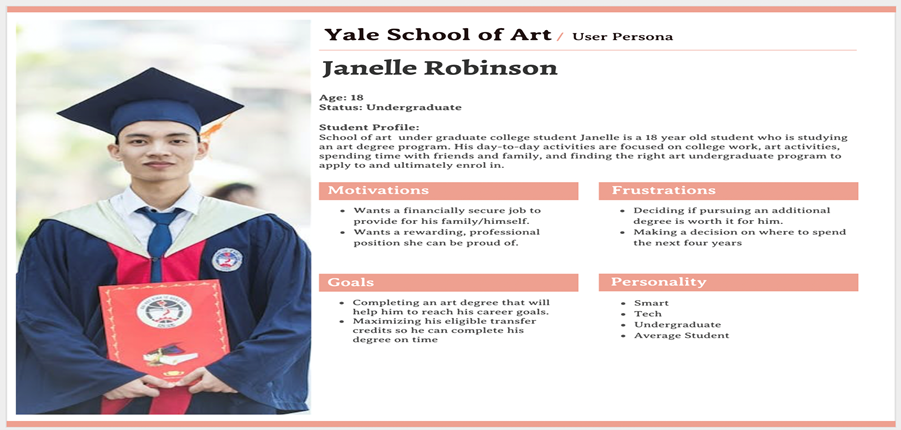 Yale School of Art / User Persona
Janelle Robinson
Age: 18
Status: Undergraduate
Student Profile:
School of art under graduate college student Janelle is a 18 year old student who is studying
an art degree program. His day-to-day activities are focused on college work, art activities,
spending time with friends and family, and finding the right art undergraduate program to
apply to and ultimately enrol in.
Motivations
• Wants a financially secure job to
provide for his family/himself.
• Wants a rewarding, professional
position she can be proud of.
Frustrations
• Deciding if pursuing an additional
degree is worth it for him.
• Making a decision on where to spend
the next four years
Goals
• Completing an art degree that will
help him to reach his career goals.
• Maximizing his eligible transfer
credits so he can complete his
degree on time
Personality
• Smart
• Tech
• Undergraduate
• Average Student